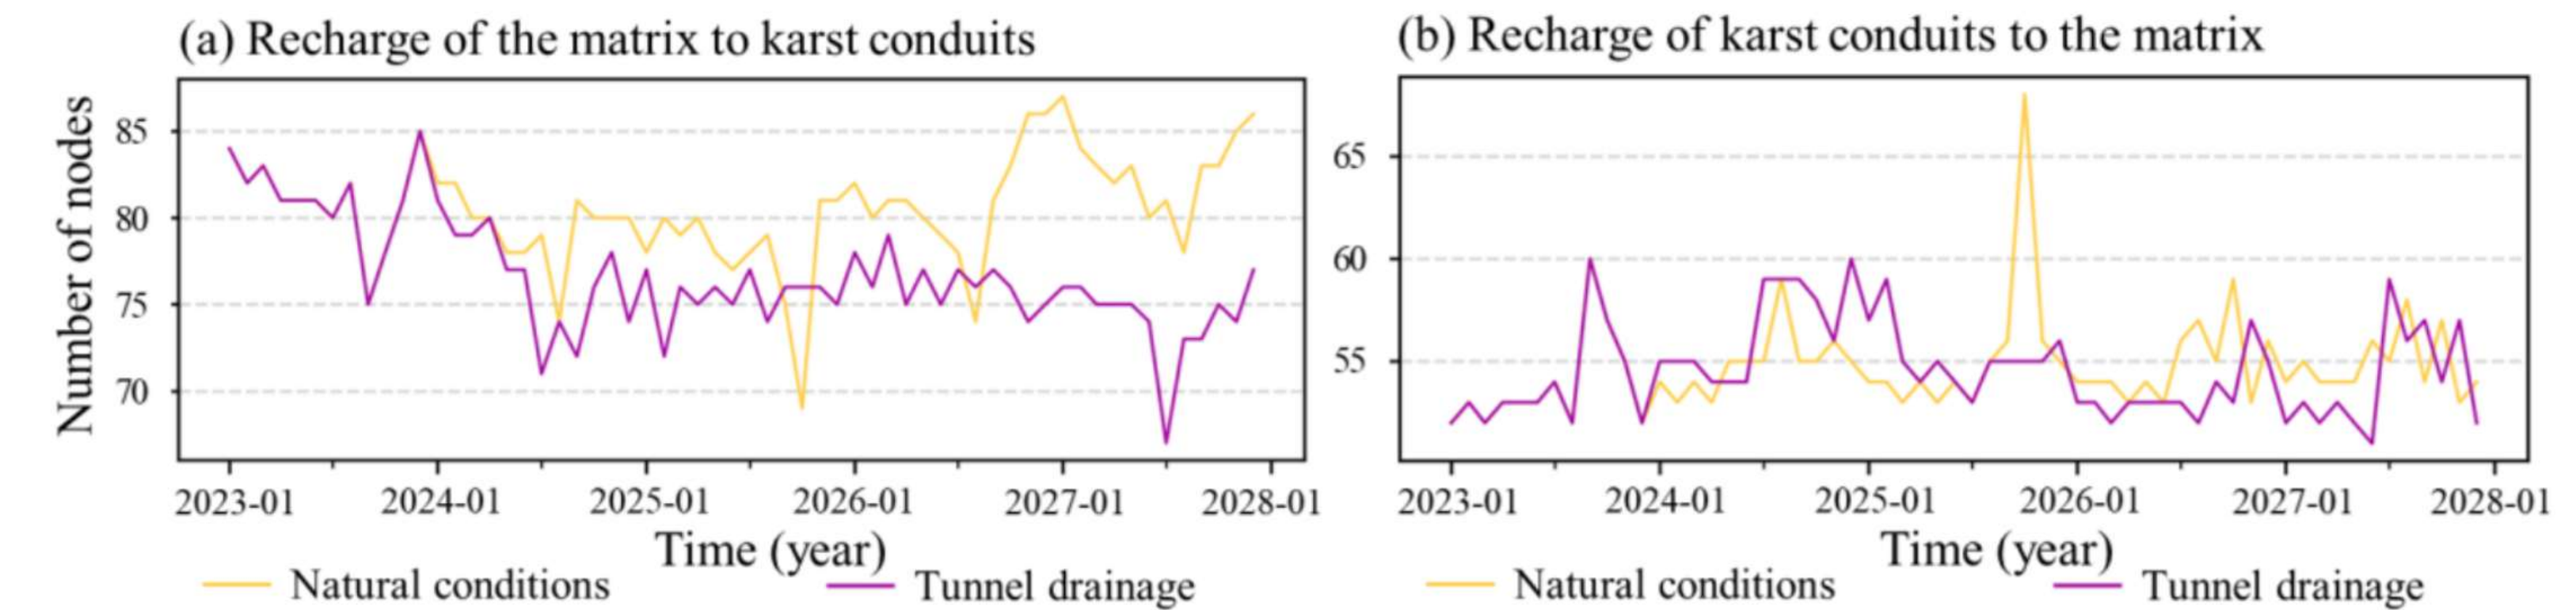 (a) Recharge of the matrix to karst conduits
Number of nodes
85
80
75
70
2023-01 2024-01 2025-01 2026-01 2027-01 2028-01
Time (year)
Natural conditions Tunnel drainage
(b) Recharge of karst conduits to the matrix
65
60
55
2023-01 2024-01 2025-01 2026-01 2027-01 2028-01
Time (year)
Natural conditions Tunnel drainage